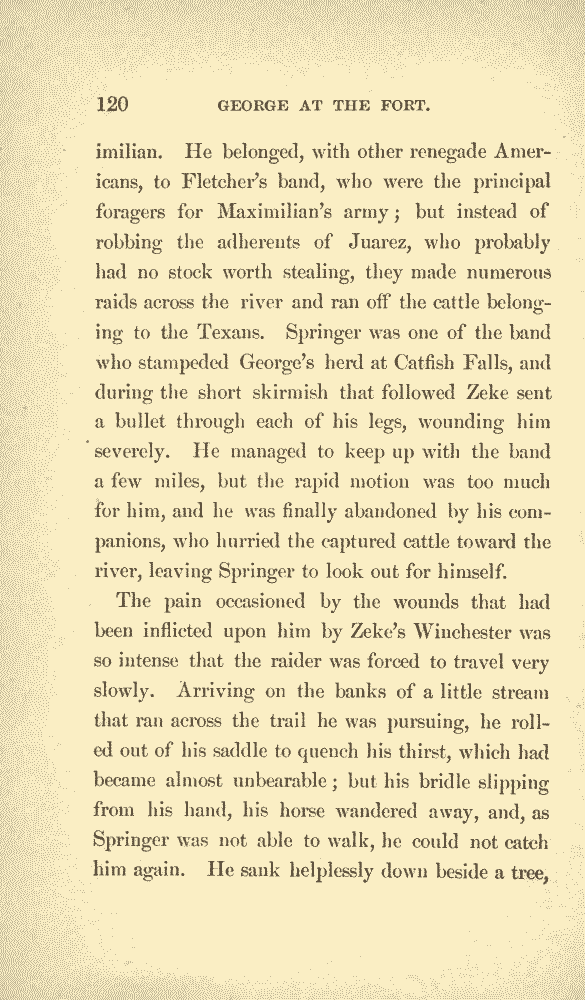 120 GEORGE AT THE FORT.
imilian. He belonged, with other renegade Amer-
icans, to Fletcher's band, who were the principal
foragers for Maximilian's army; but instead of
robbing the adherents of Juarez, who probably
had no stock worth stealing, they made numerous
raids across the river and ran off the cattle belong-
ing to the Texans. Springer was one of the band
who stampeded George's herd at Catfish Falls, and
during the short skirmish that followed Zeke sent
a bullet through each of his legs, wounding him
severely. He managed to keep up with the band
a few miles, but the rapid motion was too much
for him, and he was finally abandoned by his com-
panions, who hurried the captured cattle toward the
river, leaving Springer to look out for himself.
The pain occasioned by the wounds that had
been inflicted upon him by Zeke's Winchester was
so intense that the raider was forced to travel very
slowly. Arriving on the banks of a little stream
that ran across the trail he was pursuing, he roll-
ed out of his saddle to quench his thirst, which had
became almost unbearable; but his bridle slipping
from his hand, his horse wandered away, and, as
Springer was not able to walk, he could not catch
him again. He sank helplessly down beside a tree,